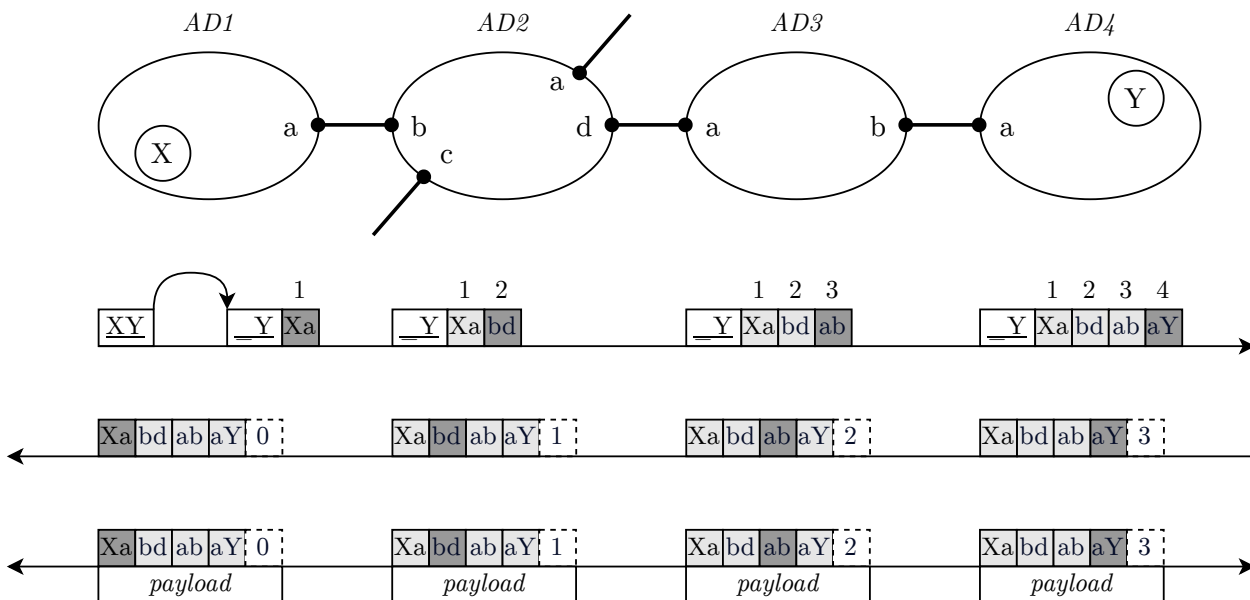 AD1 AD2 AD3 AD4
a
a b d a b a Y
X c
1 1 2 1 2 3 1 2 3 4
XY _Y Xa _Y Xa bd _Y Xa bd ab _Y Xa bd ab aY
Xa bd ab aY 0 Xa bd ab aY 1 Xa bd ab aY 2 Xa bd ab aY 3
Xa bd ab aY 0 Xa bd ab aY 1 Xa bd ab aY 2 Xa bd ab aY 3
payload payload payload payload